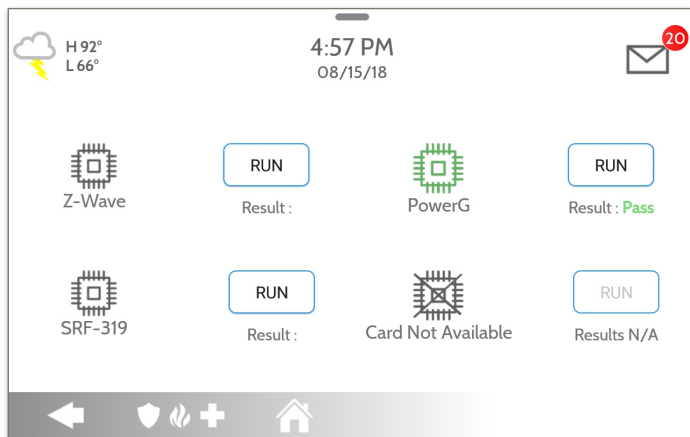 H 92°
L 66°
4:57 PM
08/15/18
20
Z-Wave
RUN
Result :
PowerG
RUN
Result : Pass
SRF-319
RUN
Result :
Card Not Available
RUN
Results N/A